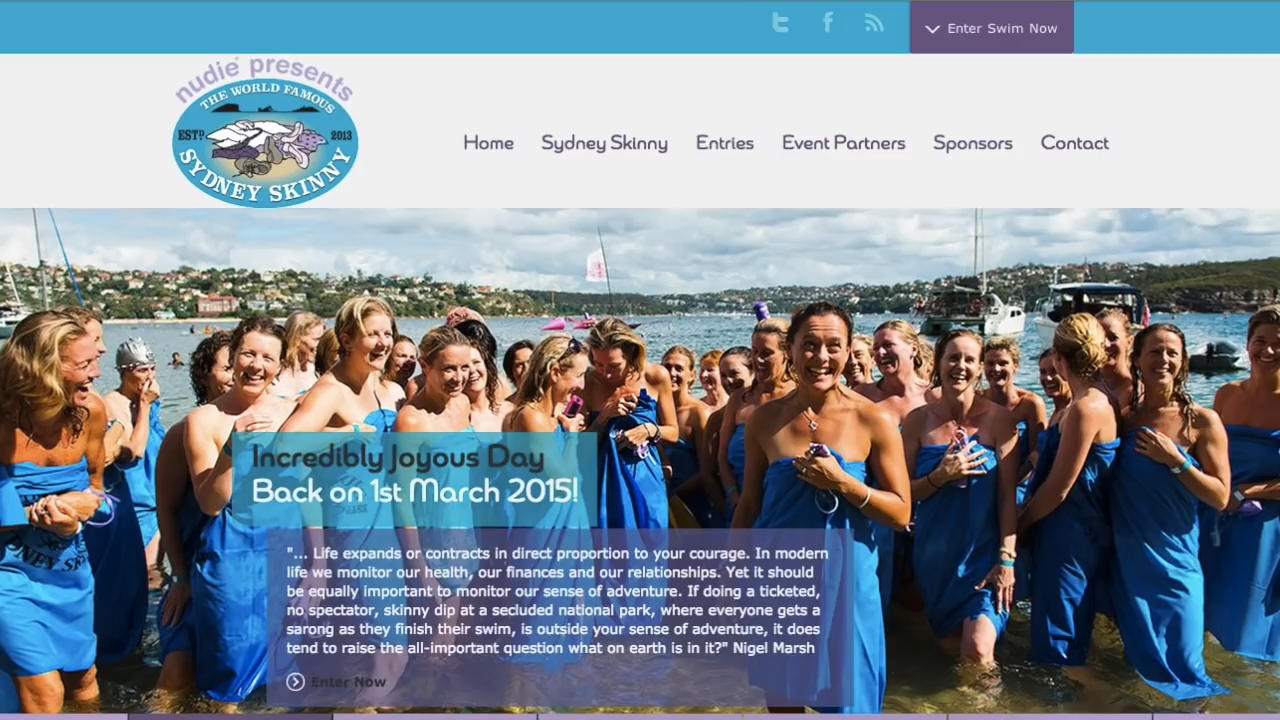 Enter Swim Now
nudie presents
THE WORLD FAMOUS
ESTD 2013
SYDNEY SKINNY
Home Sydney Skinny Entries Event Partners Sponsors Contact
Incredibly Joyous Day
Back on 1st March 2015!
"... Life expands or contracts in direct proportion to your courage. In modern
life we monitor our health, our finances and our relationships. Yet it should
be equally important to monitor our sense of adventure. If doing a ticketed,
no spectator, skinny dip at a secluded national park, where everyone gets a
sarong as they finish their swim, is outside your sense of adventure, it does
tend to raise the all-important question what on earth is in it?" Nigel Marsh
Enter Now